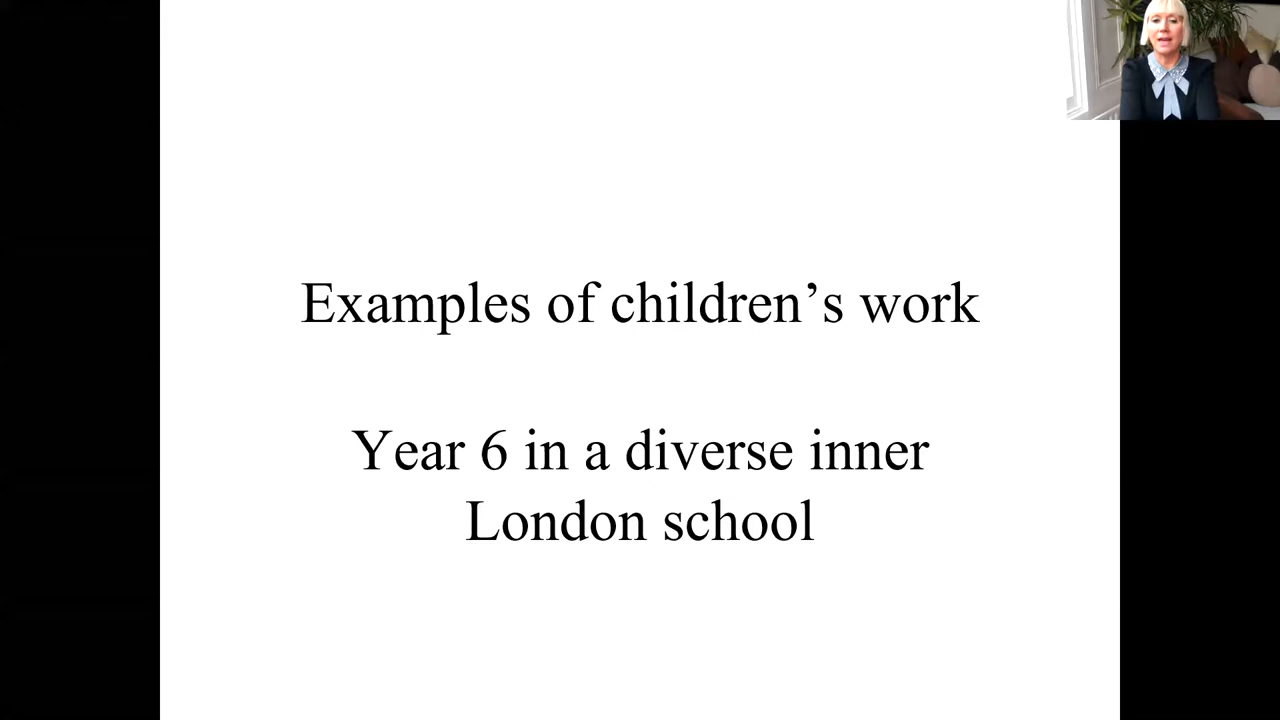 Examples of children’s work
Year 6 in a diverse inner
London school